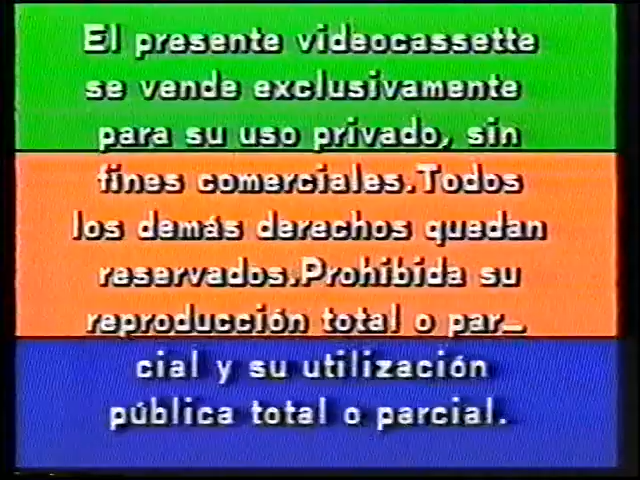 El presente videocassette
se vende exclusivamente
para su uso privado, sin
fines comerciales.Todos
los demás derechos quedan
reservados.Prohibida su
reproducción total o par_
cial y su utilización
pública total o parcial.